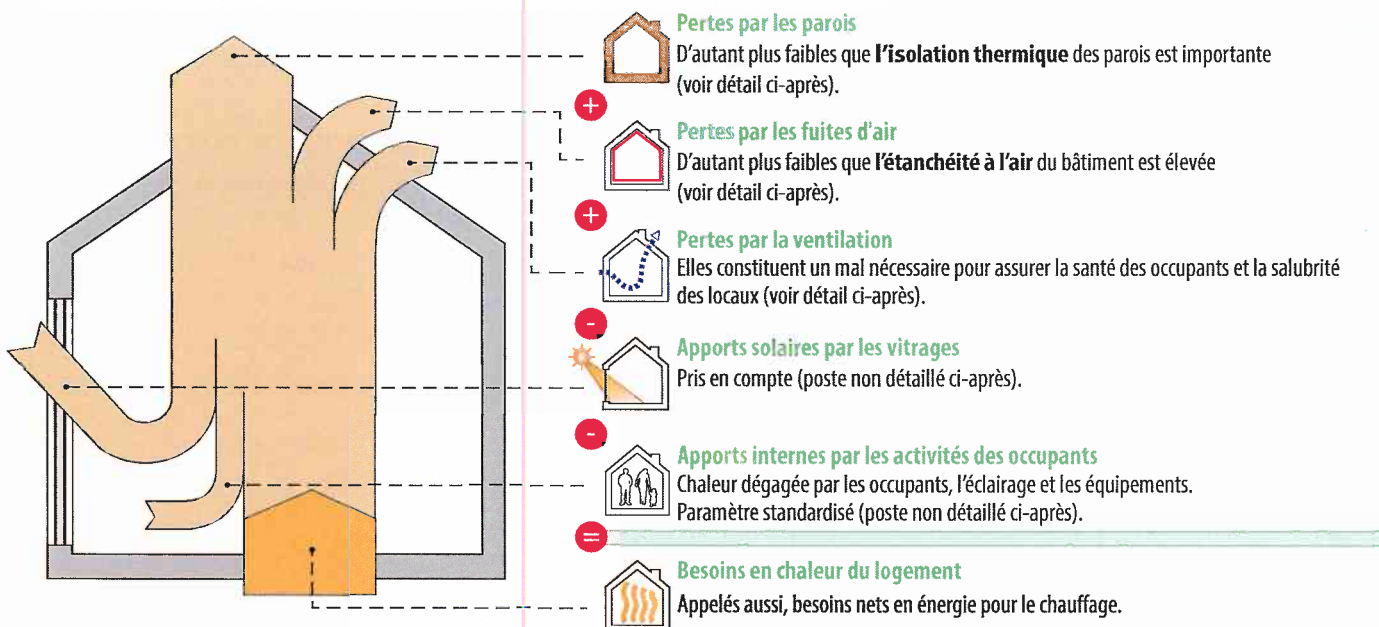 Pertes par les parois
D'autant plus faibles que l'isolation thermique des parois est importante
(voir détail ci-après).
+
Pertes par les fuites d'air
D'autant plus faibles que l'étanchéité à l'air du bâtiment est élevée
(voir détail ci-après).
+
Pertes par la ventilation
Elles constituent un mal nécessaire pour assurer la santé des occupants et la salubrité
des locaux (voir détail ci-après).
-
Apports solaires par les vitrages
Pris en compte (poste non détaillé ci-après).
-
Apports internes par les activités des occupants
Chaleur dégagée par les occupants, l'éclairage et les équipements.
Paramètre standardisé (poste non détaillé ci-après).
=
Besoins en chaleur du logement
Appelés aussi, besoins nets en énergie pour le chauffage.